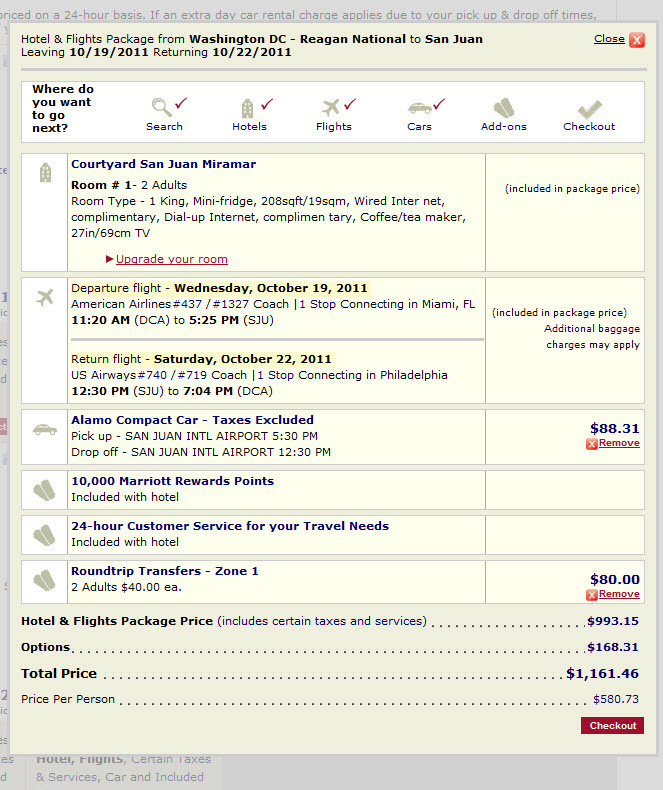 priced on a 24-hour basis. If an extra day car rental charge applies due to your pick up & drop off times,
Hotel & Flights Package from Washington DC - Reagan National to San Juan
Close
Leaving 10/19/2011 Returning 10/22/2011
Where do
you want
to go
next?
Search
Hotels
Flights
Cars
Add-ons
Checkout
Courtyard San Juan Miramar
Room # 1- 2 Adults
(included in package price)
Room Type - 1 King, Mini-fridge, 208sqft/19sqm, Wired Inter net,
complimentary, Dial-up Internet, complimen tary, Coffee/tea maker,
27in/69cm TV
Upgrade your room
Departure flight - Wednesday, October 19, 2011
American Airlines#437 /#1327 Coach |1 Stop Connecting in Miami, FL
11:20 AM (DCA) to 5:25 PM (SJU)
(included in package price)
Additional baggage
charges may apply
Return flight - Saturday, October 22, 2011
US Airways#740 /#719 Coach |1 Stop Connecting in Philadelphia
12:30 PM (SJU) to 7:04 PM (DCA)
Alamo Compact Car - Taxes Excluded
Pick up - SAN JUAN INTL AIRPORT 5:30 PM
Drop off - SAN JUAN INTL AIRPORT 12:30 PM
$88.31
Remove
10,000 Marriott Rewards Points
Included with hotel
24-hour Customer Service for your Travel Needs
Included with hotel
Roundtrip Transfers - Zone 1
2 Adults $40.00 ea.
$80.00
Remove
Hotel & Flights Package Price (includes certain taxes and services) $993.15
Options $168.31
Total Price $1,161.46
Price Per Person $580.73
Checkout
Hotel, Flights, Certain Taxes
& Services, Car and Included